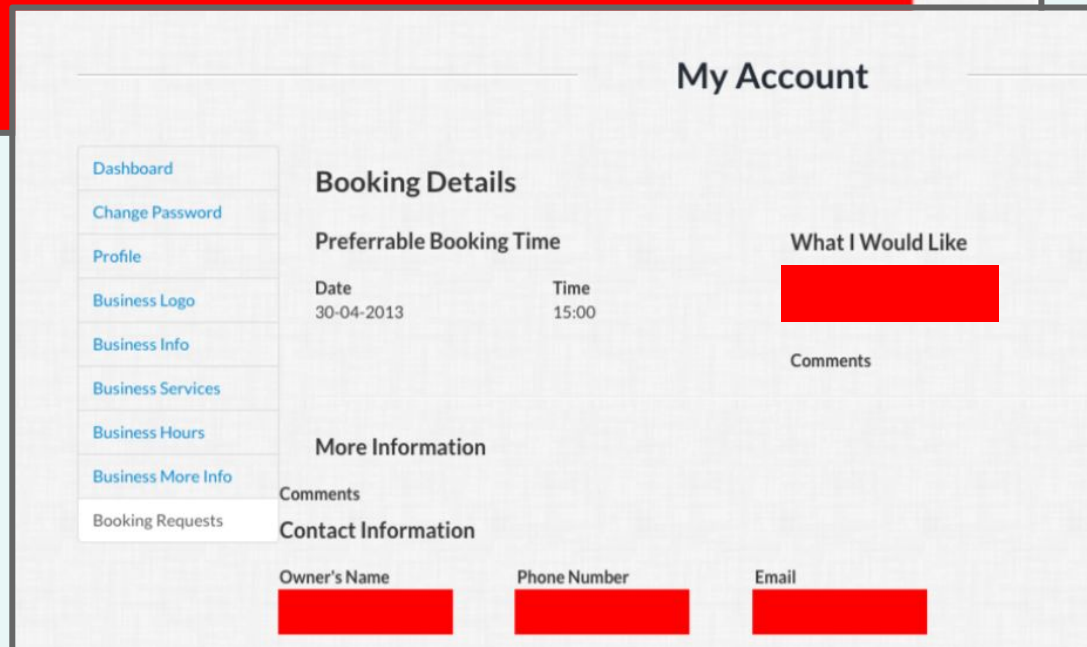 My Account
Dashboard
Change Password
Profile
Business Logo
Business Info
Business Services
Business Hours
Business More Info
Booking Requests
Booking Details
Preferrable Booking Time
What I Would Like
Date
Time
30-04-2013
15:00
Comments
More Information
Comments
Contact Information
Owner's Name
Phone Number
Email